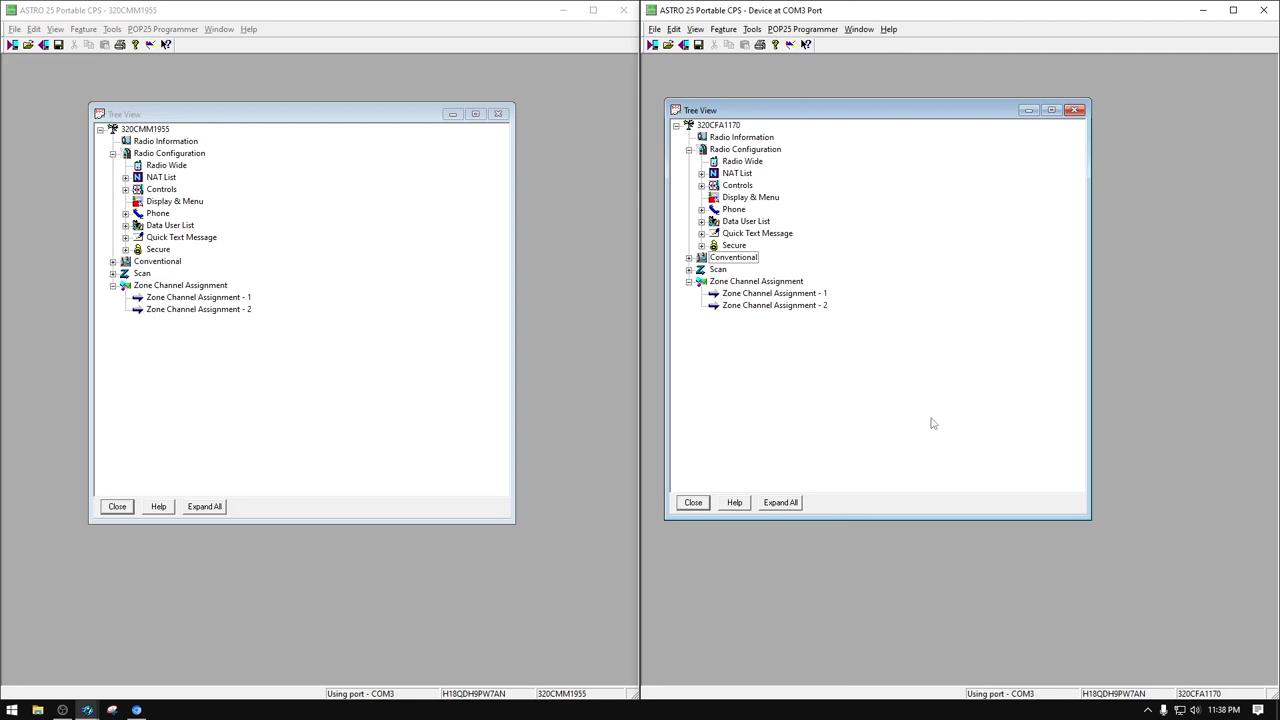 ASTRO 25 Portable CPS - 320CMM1955
File Edit View Feature Tools POP25 Programmer Window Help
Tree View
320CMM1955
Radio Information
Radio Configuration
Radio Wide
NAT List
Controls
Display & Menu
Phone
Data User List
Quick Text Message
Secure
Conventional
Scan
Zone Channel Assignment
Zone Channel Assignment - 1
Zone Channel Assignment - 2
Close Help Expand All
Using port - COM3 H18QDH9PW7AN 320CMM1955
ASTRO 25 Portable CPS - Device at COM3 Port
File Edit View Feature Tools POP25 Programmer Window Help
Tree View
320CFA1170
Radio Information
Radio Configuration
Radio Wide
NAT List
Controls
Display & Menu
Phone
Data User List
Quick Text Message
Secure
Conventional
Scan
Zone Channel Assignment
Zone Channel Assignment - 1
Zone Channel Assignment - 2
Close Help Expand All
Using port - COM3 H18QDH9PW7AN 320CFA1170
11:38 PM